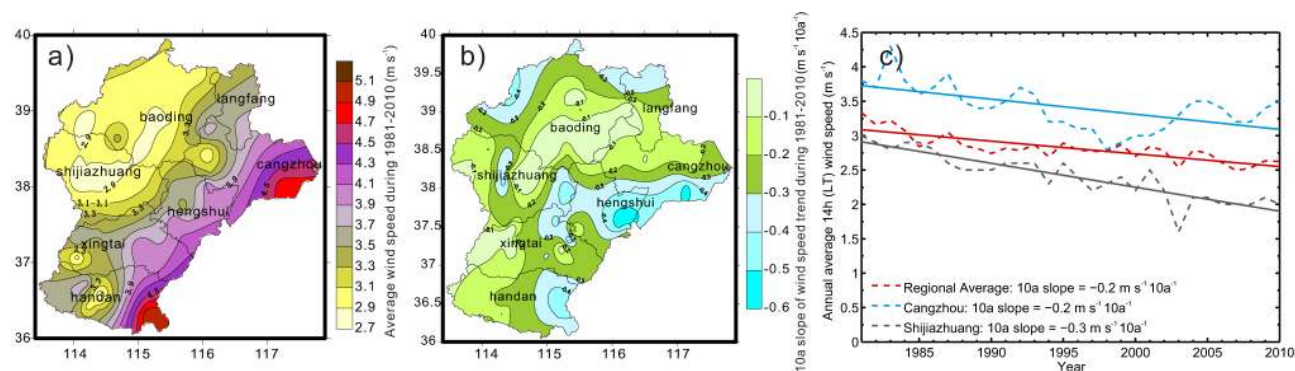 a)
40
39
38
37
36
114
115
116
117
langfang
baoding
cangzhou
shijiazhuang
hengshui
xingtai
handan
5.1
4.9
4.7
4.5
4.3
4.1
3.9
3.7
3.5
3.3
3.1
2.9
2.7
Average wind speed during 1981-2010 (m s⁻¹)
b)
40
39.5
39
38.5
38
37.5
37
36.5
36
114
115
116
117
langfang
baoding
cangzhou
shijiazhuang
hengshui
xingtai
handan
-0.1
-0.2
-0.3
-0.4
-0.5
-0.6
10a slope of wind speed trend during 1981-2010 (m s⁻¹ 10a⁻¹)
c)
Annual average 14h (LT) wind speed (m s⁻¹)
4.5
4
3.5
3
2.5
2
1.5
1
0.5
0
1985
1990
1995
2000
2005
2010
Year
Regional Average: 10a slope = −0.2 m s⁻¹ 10a⁻¹
Cangzhou: 10a slope = −0.2 m s⁻¹ 10a⁻¹
Shijiazhuang: 10a slope = −0.3 m s⁻¹ 10a⁻¹